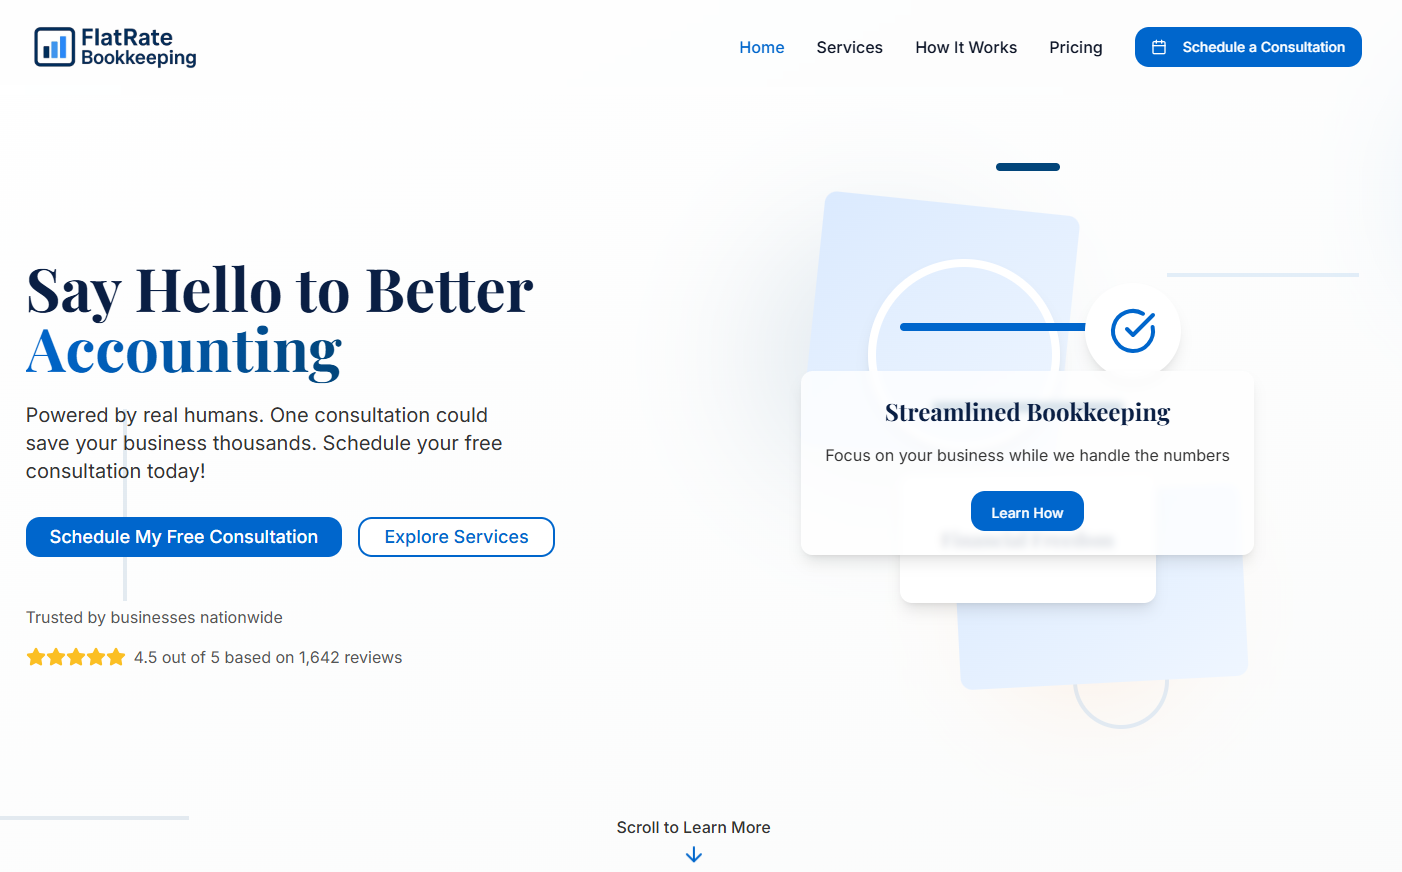 FlatRate
Bookkeeping
Home
Services
How It Works
Pricing
Schedule a Consultation
Say Hello to Better
Accounting
Powered by real humans. One consultation could
save your business thousands. Schedule your free
consultation today!
Schedule My Free Consultation
Explore Services
Trusted by businesses nationwide
4.5 out of 5 based on 1,642 reviews
Streamlined Bookkeeping
Focus on your business while we handle the numbers
Learn How
Financial Freedom
Scroll to Learn More